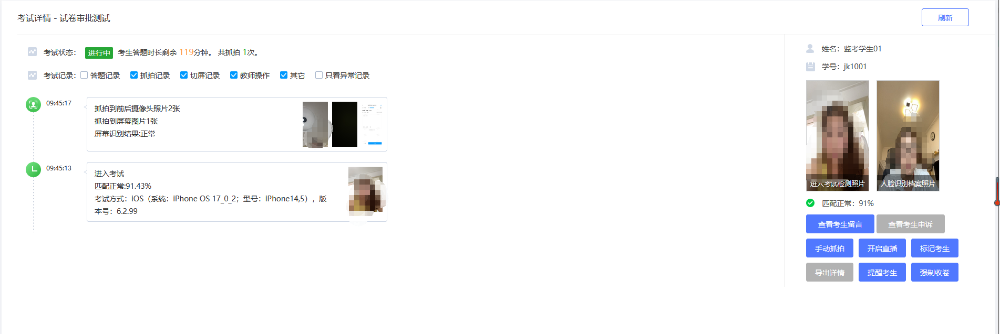 考试详情 - 试卷审批测试
刷新
考试状态： 进行中 考生答题时长剩余 119分钟。 共抓拍 1次。
考试记录： 答题记录 抓拍记录 切屏记录 教师操作 其它 只看异常记录
09:45:17
抓拍到前后摄像头照片2张
抓拍到屏幕图片1张
屏幕识别结果:正常
09:45:13
进入考试
匹配正常:91.43%
考试方式：iOS（系统：iPhone OS 17_0_2；型号：iPhone14,5），版
本号：6.2.99
姓名：监考学生01
学号：jk1001
进入考试检测照片 人脸识别档案照片
匹配正常：91%
查看考生留言 查看考生申诉
手动抓拍 开启直播 标记考生
导出详情 提醒考生 强制收卷